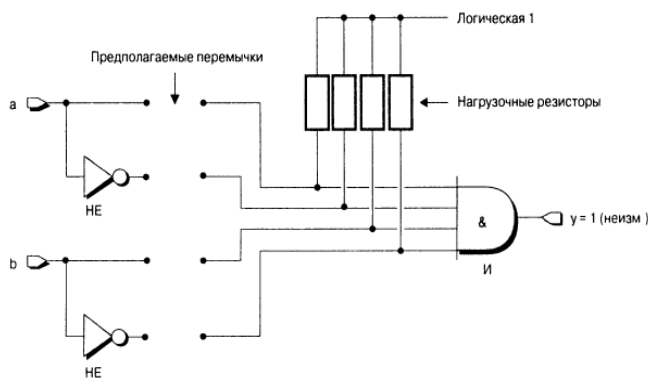 Логическая 1
Предполагаемые перемычки
a
Нагрузочные резисторы
НЕ
&
y = 1 (неизм )
И
b
НЕ